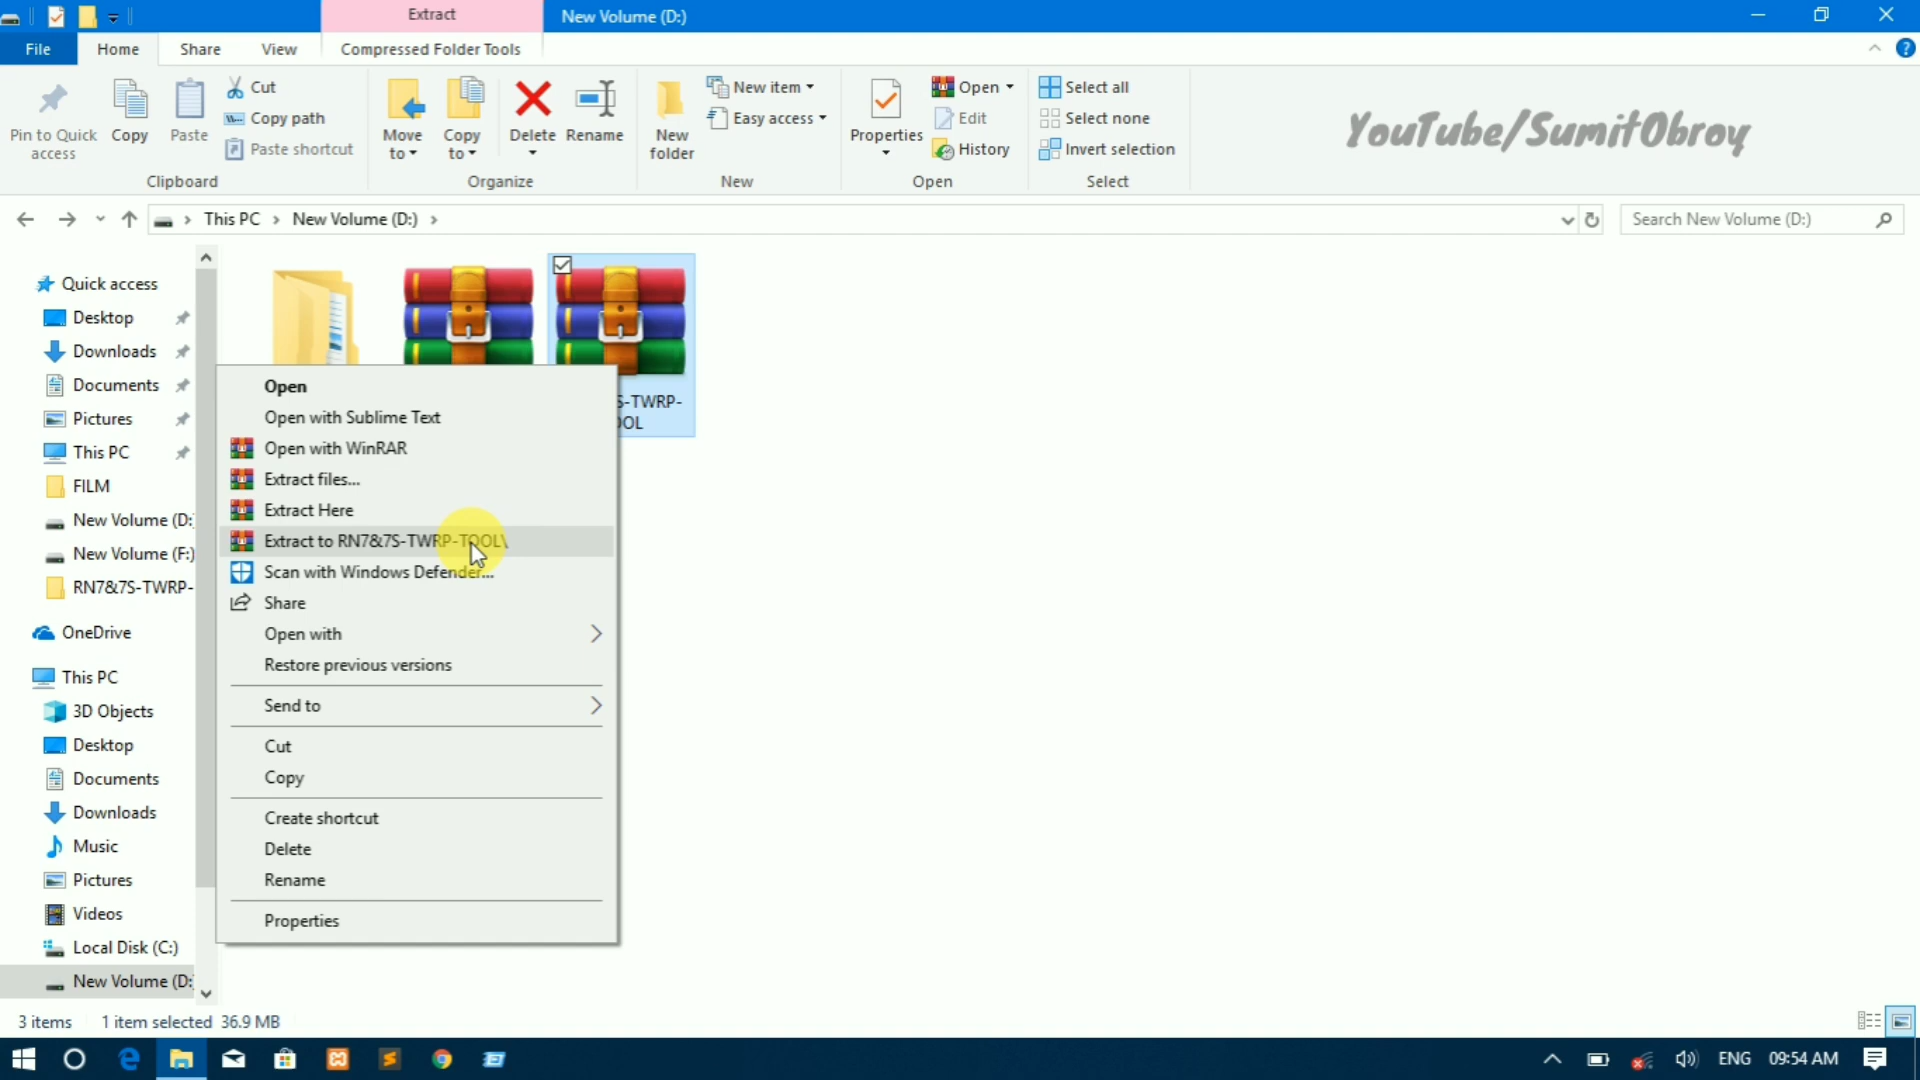 Extract
New Volume (D:)
File
Home
Share
View
Compressed Folder Tools
Pin to Quick
access
Copy
Paste
Cut
Copy path
Paste shortcut
Clipboard
Move
to
Copy
to
Delete
Rename
Organize
New
folder
New item
Easy access
New
Properties
Open
Edit
History
Open
Select all
Select none
Invert selection
Select
YouTube/SumitObroy
This PC
New Volume (D:)
Search New Volume (D:)
Quick access
Desktop
Downloads
Documents
Pictures
This PC
FILM
New Volume (D:
New Volume (F:)
RN7&7S-TWRP-
OneDrive
This PC
3D Objects
Desktop
Documents
Downloads
Music
Pictures
Videos
Local Disk (C:)
New Volume (D:
S-TWRP-
OOL
Open
Open with Sublime Text
Open with WinRAR
Extract files...
Extract Here
Extract to RN7&7S-TWRP-TOOL\
Scan with Windows Defender...
Share
Open with
Restore previous versions
Send to
Cut
Copy
Create shortcut
Delete
Rename
Properties
3 items
1 item selected 36.9 MB
ENG
09:54 AM